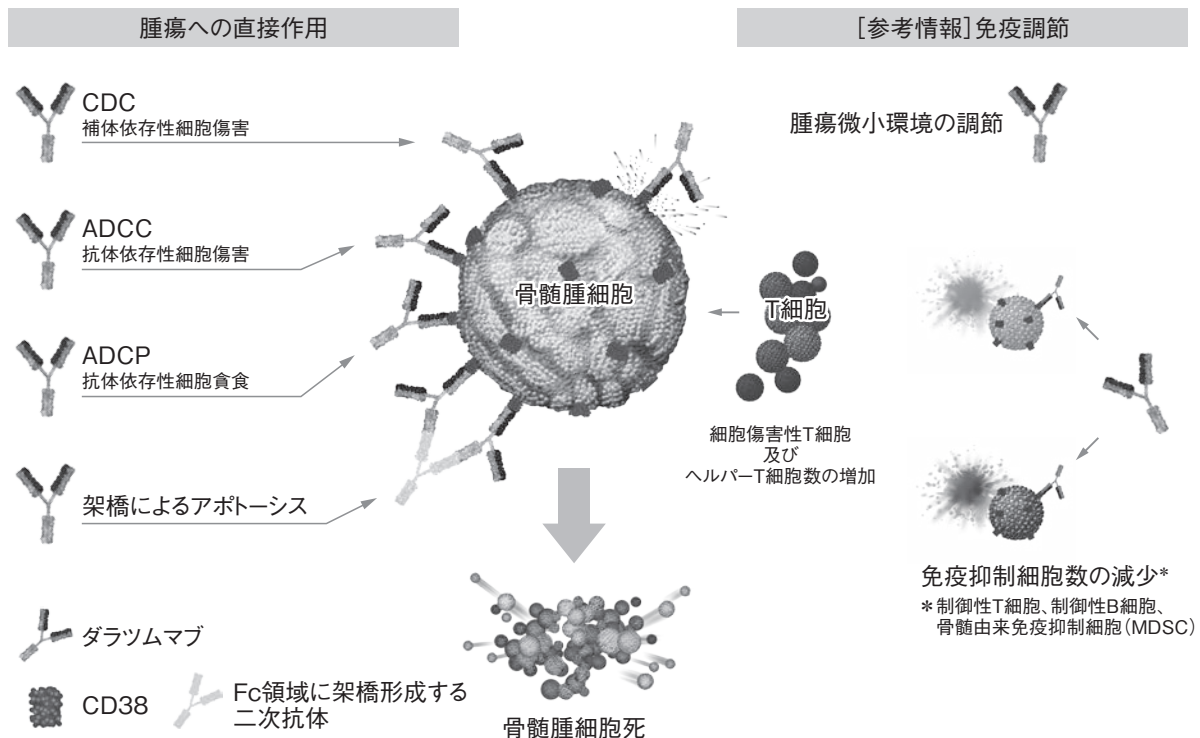 腫瘍への直接作用
[参考情報]免疫調節
CDC
補体依存性細胞傷害
ADCC
抗体依存性細胞傷害
ADCP
抗体依存性細胞貪食
架橋によるアポトーシス
ダラツムマブ
CD38
Fc領域に架橋形成する
二次抗体
骨髄腫細胞
骨髄腫細胞死
T細胞
細胞傷害性T細胞
及び
ヘルパーT細胞数の増加
腫瘍微小環境の調節
免疫抑制細胞数の減少*
*制御性T細胞、制御性B細胞、
骨髄由来免疫抑制細胞(MDSC)